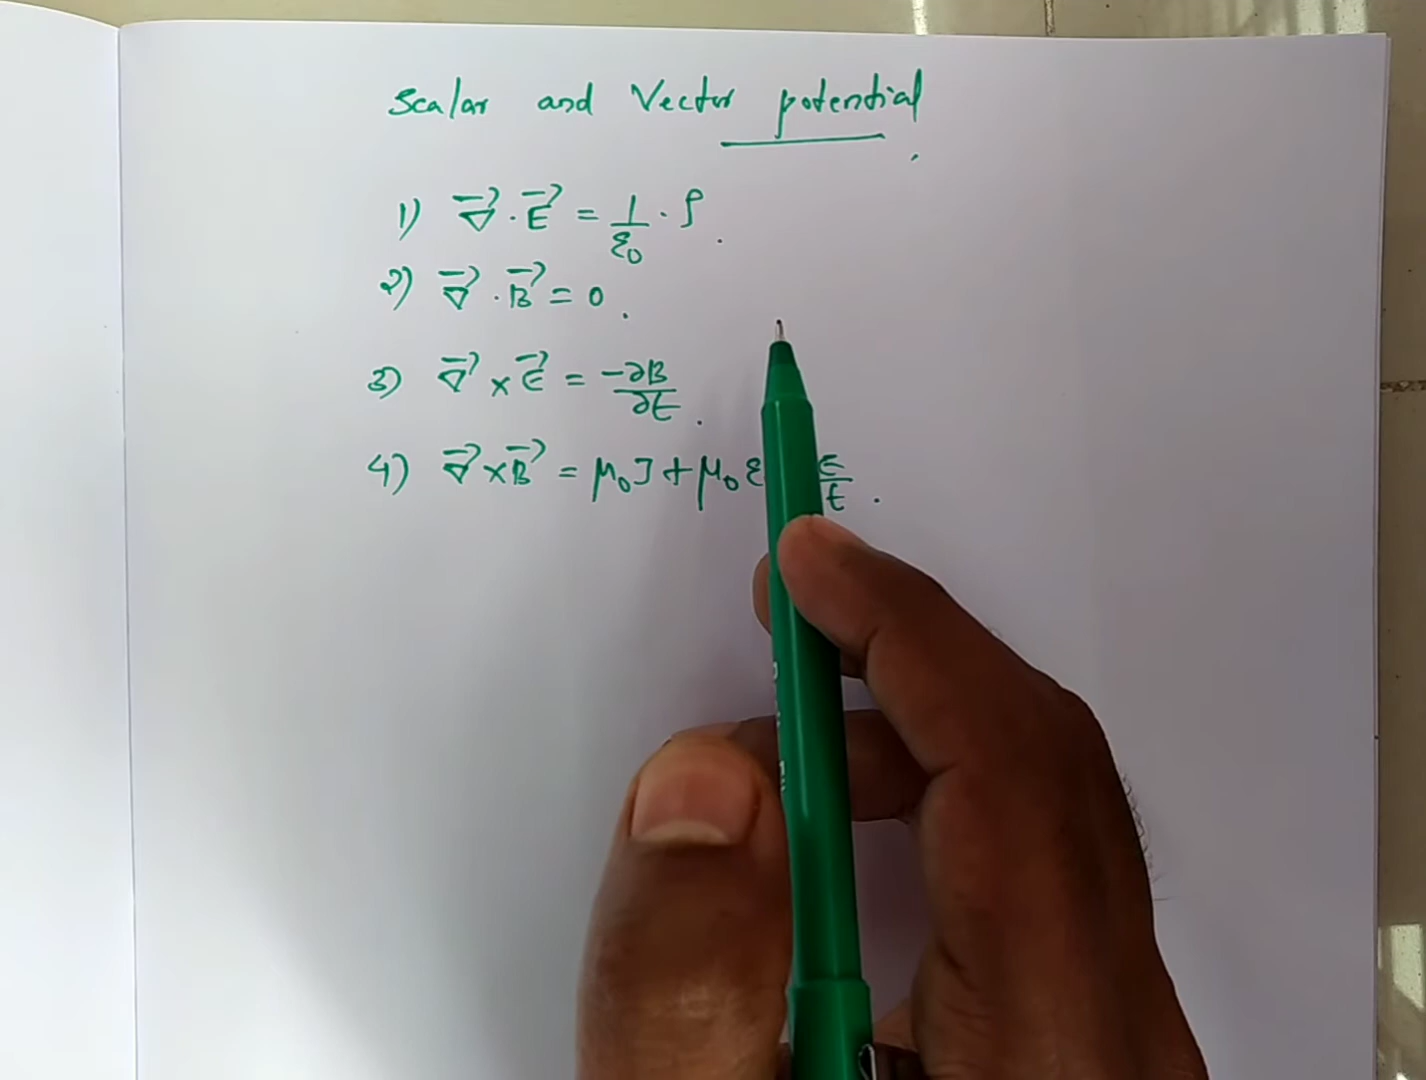 Scalar and Vector potential
1) ∇⃗ . E⃗ = 1/ε₀ . ρ .
2) ∇⃗ . B⃗ = 0 .
3) ∇⃗ × E⃗ = -∂B/∂t .
4) ∇⃗ × B⃗ = μ₀J + μ₀ε E/t .